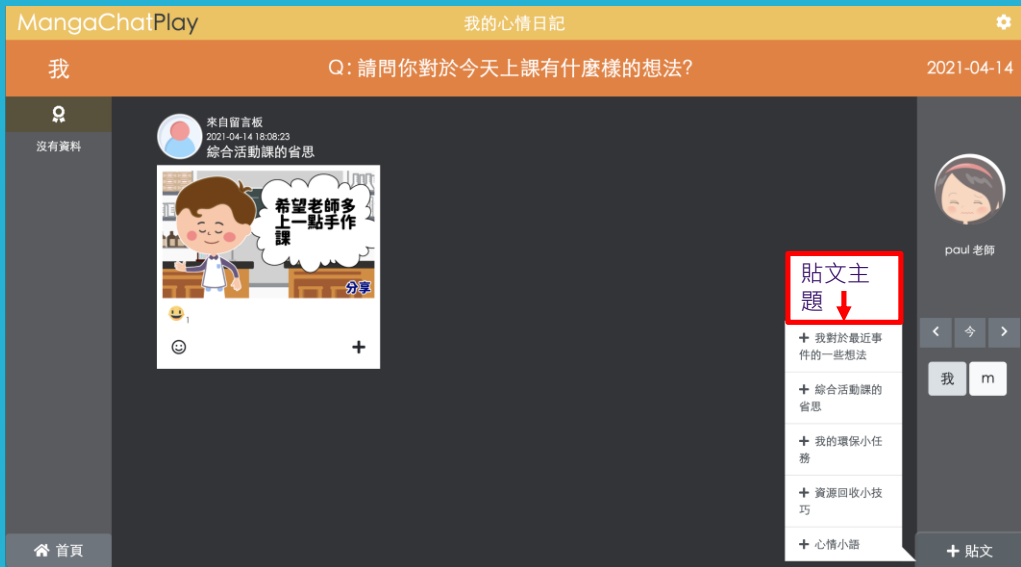 MangaChatPlay
我的心情日記
我
Q: 請問你對於今天上課有什麼樣的想法?
2021-04-14
沒有資料
來自留言板
2021-04-14 18:08:23
綜合活動課的省思
希望老師多
上一點手作
課
分享
1
貼文主
題
+ 我對於最近事
件的一些想法
+ 綜合活動課的
省思
+ 我的環保小任
務
+ 資源回收小技
巧
+ 心情小語
paul 老師
< 今 >
我 m
首頁
+ 貼文